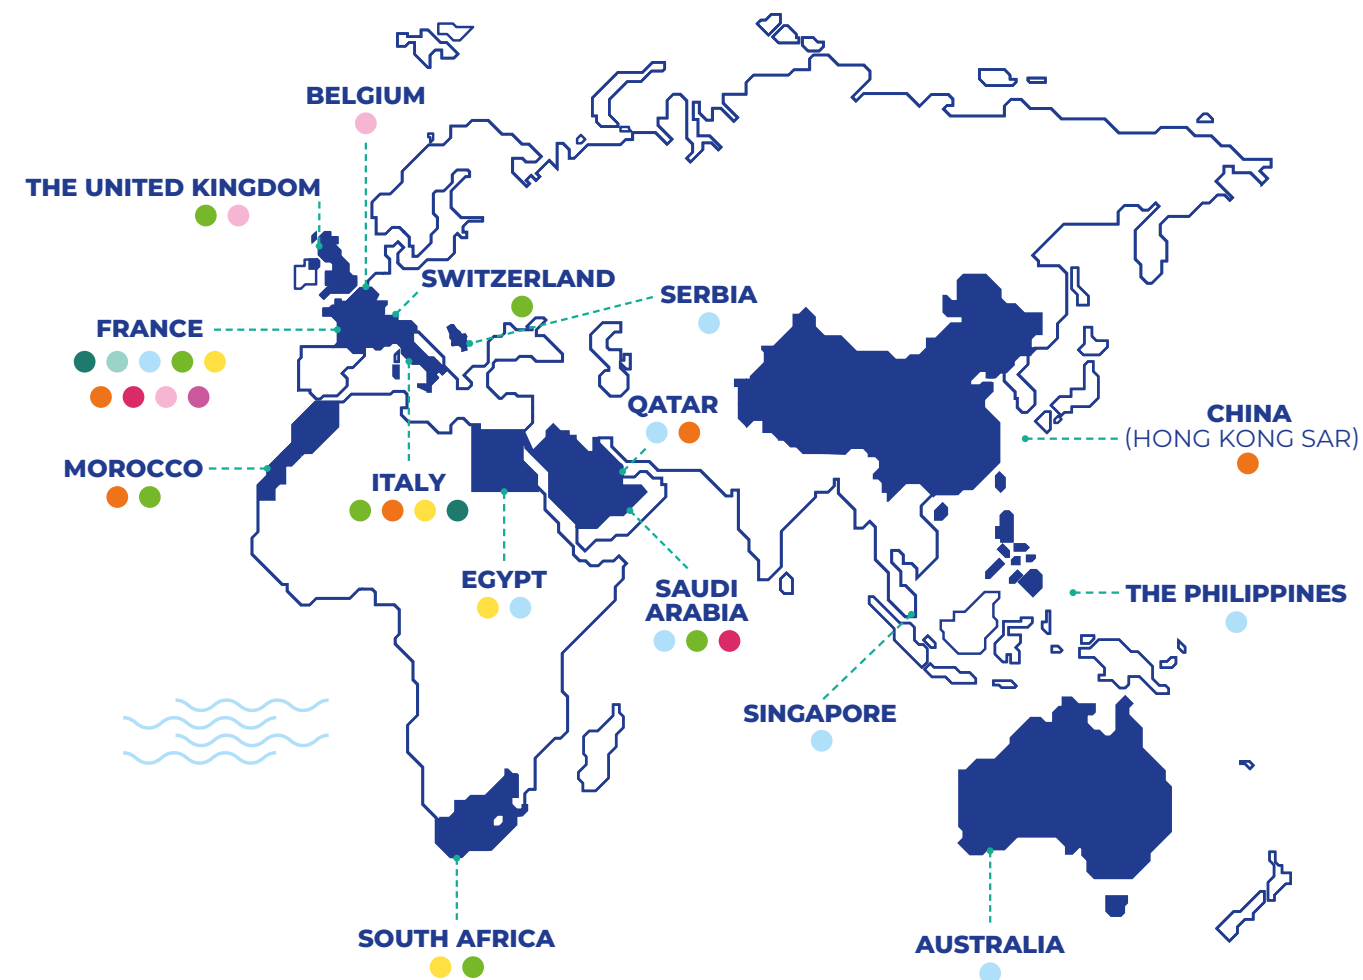 BELGIUM
THE UNITED KINGDOM
SWITZERLAND
SERBIA
FRANCE
QATAR
CHINA
(HONG KONG SAR)
MOROCCO
ITALY
EGYPT
SAUDI
ARABIA
THE PHILIPPINES
SINGAPORE
SOUTH AFRICA
AUSTRALIA